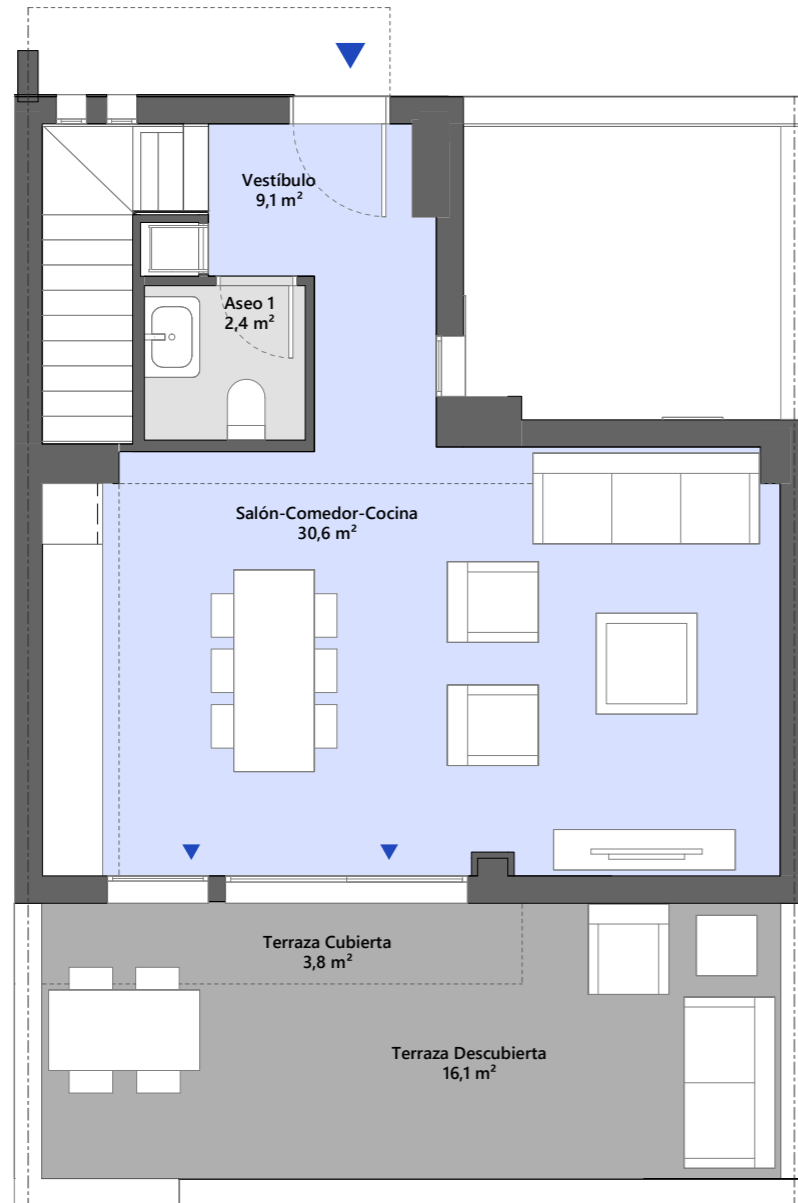 Vestíbulo
9,1 m²
Aseo 1
2,4 m²
Salón-Comedor-Cocina
30,6 m²
Terraza Cubierta
3,8 m²
Terraza Descubierta
16,1 m²